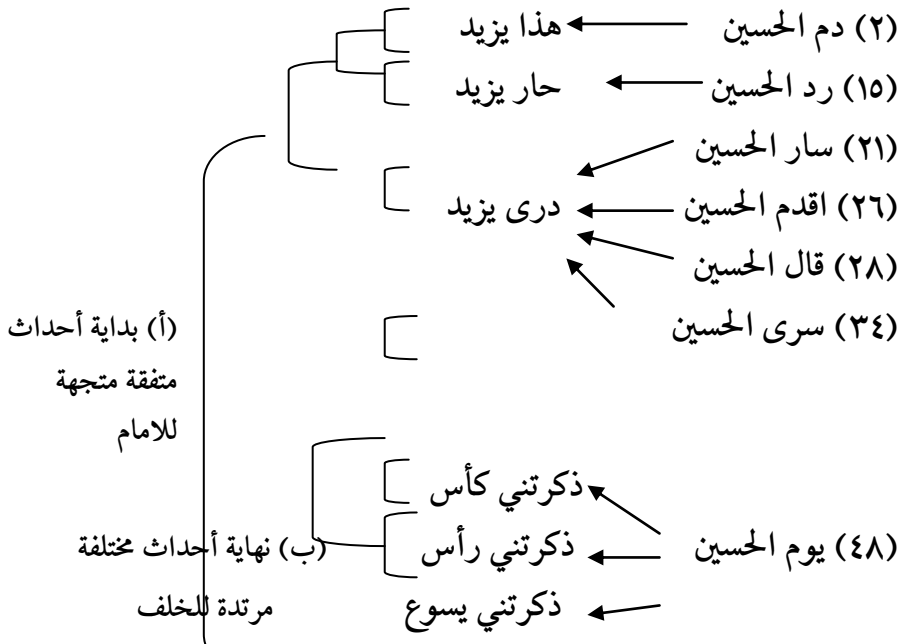 (٢) دم الحسين هذا يزيد
(١٥) رد الحسين حار يزيد
(٢١) سار الحسين
(٢٦) اقدم الحسين درى يزيد
(٢٨) قال الحسين
(٣٤) سرى الحسين
(أ) بداية أحداث
متفقة متجهة
للامام
ذكرتني كأس
(٤٨) يوم الحسين ذكرتني رأس (ب) نهاية أحداث مختلفة
ذكرتني يسوع مرتدة للخلف